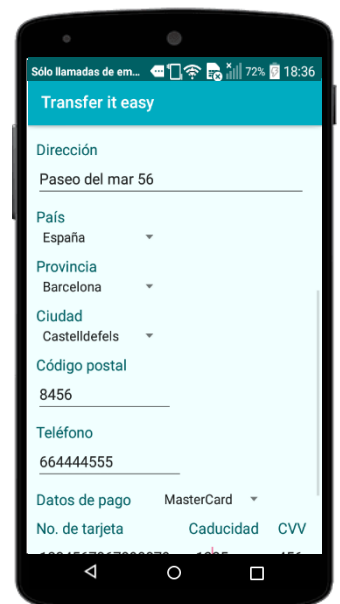 Sólo llamadas de em... 72% 18:36
Transfer it easy
Dirección
Paseo del mar 56
País
España
Provincia
Barcelona
Ciudad
Castelldefels
Código postal
8456
Teléfono
664444555
Datos de pago MasterCard
No. de tarjeta Caducidad CVV